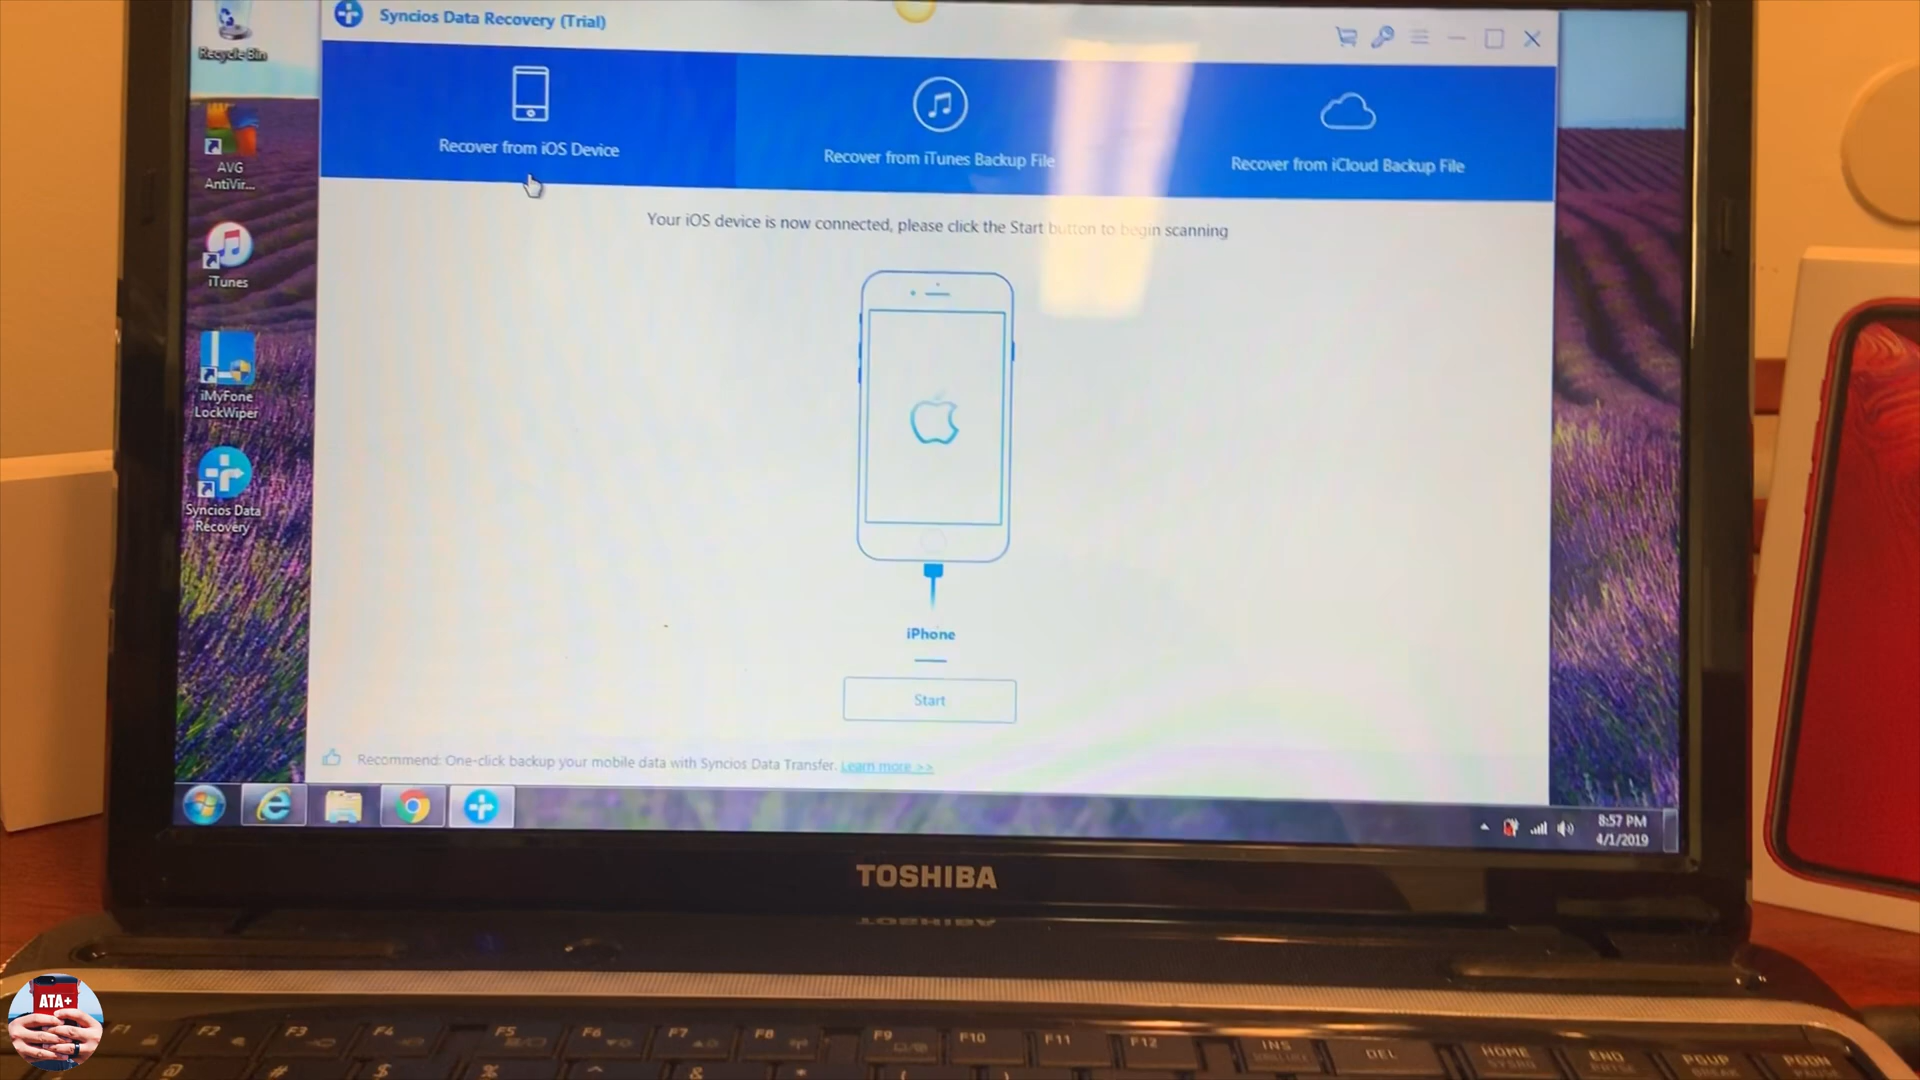 Syncios Data Recovery (Trial)
Recycle Bin
Recover from iOS Device
Recover from iTunes Backup File
Recover from iCloud Backup File
AVG
AntiVir...
Your iOS device is now connected, please click the Start button to begin scanning
iTunes
iMyFone
LockWiper
Syncios Data
Recovery
iPhone
Start
Recommend: One-click backup your mobile data with Syncios Data Transfer. Learn more >>
8:57 PM
4/1/2019
TOSHIBA
ATA+
F1 F2 F3 F4 F5 F6 F7 F8 F9 F10 F11 F12 INS DEL HOME END PGUP PGDN
@ # $ % ^ & * (  )